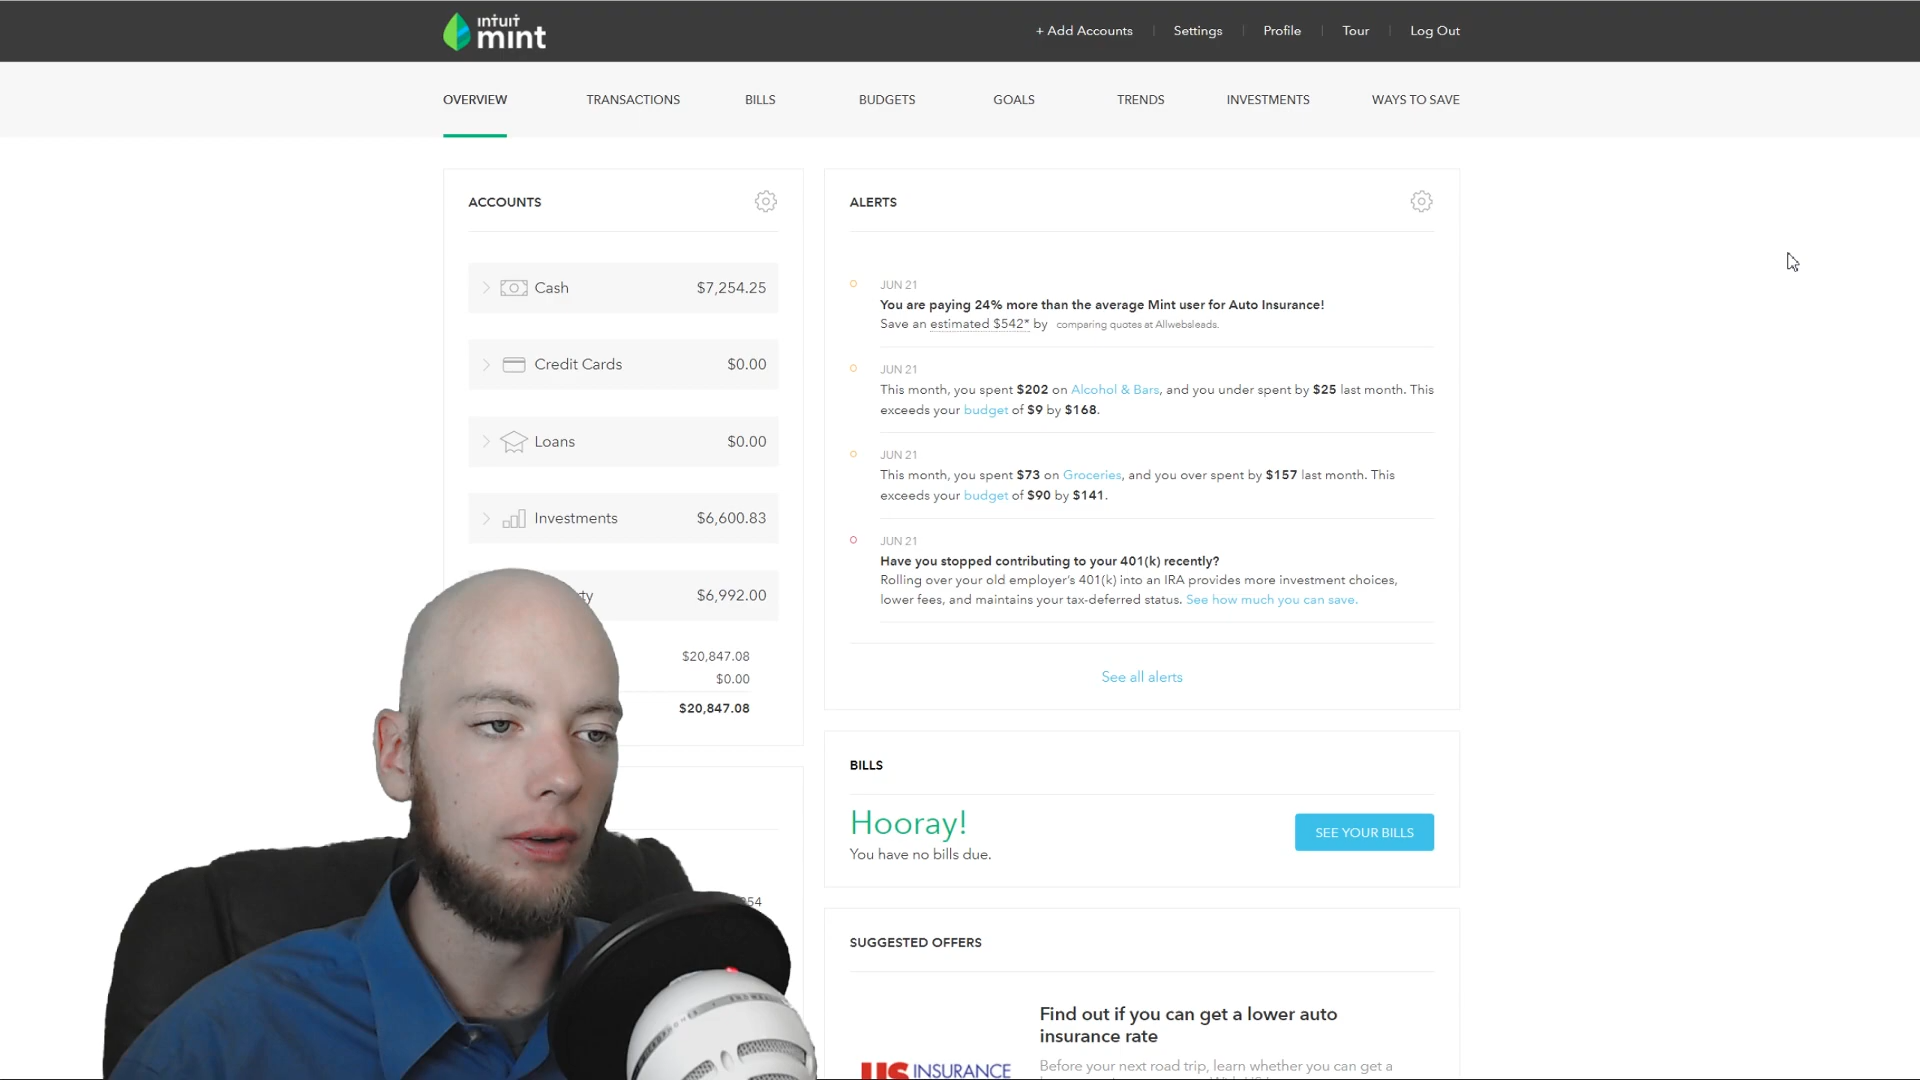 INTUIT
mint
+ Add Accounts
Settings
Profile
Tour
Log Out
OVERVIEW
TRANSACTIONS
BILLS
BUDGETS
GOALS
TRENDS
INVESTMENTS
WAYS TO SAVE
ACCOUNTS
Cash $7,254.25
Credit Cards $0.00
Loans $0.00
Investments $6,600.83
$6,992.00
$20,847.08
$0.00
$20,847.08
ALERTS
JUN 21
You are paying 24% more than the average Mint user for Auto Insurance!
Save an estimated $542* by comparing quotes at Allwebsleads.
JUN 21
This month, you spent $202 on Alcohol & Bars, and you under spent by $25 last month. This
exceeds your budget of $9 by $168.
JUN 21
This month, you spent $73 on Groceries, and you over spent by $157 last month. This
exceeds your budget of $90 by $141.
JUN 21
Have you stopped contributing to your 401(k) recently?
Rolling over your old employer's 401(k) into an IRA provides more investment choices,
lower fees, and maintains your tax-deferred status. See how much you can save.
See all alerts
BILLS
Hooray!
You have no bills due.
SEE YOUR BILLS
SUGGESTED OFFERS
Find out if you can get a lower auto
insurance rate
Before your next road trip, learn whether you can get a
US INSURANCE